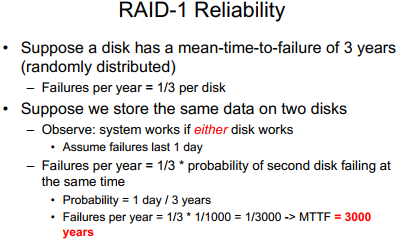 RAID-1 Reliability
• Suppose a disk has a mean-time-to-failure of 3 years
(randomly distributed)
– Failures per year = 1/3 per disk
• Suppose we store the same data on two disks
– Observe: system works if either disk works
• Assume failures last 1 day
– Failures per year = 1/3 * probability of second disk failing at
the same time
• Probability = 1 day / 3 years
• Failures per year = 1/3 * 1/1000 = 1/3000 -> MTTF = 3000
years